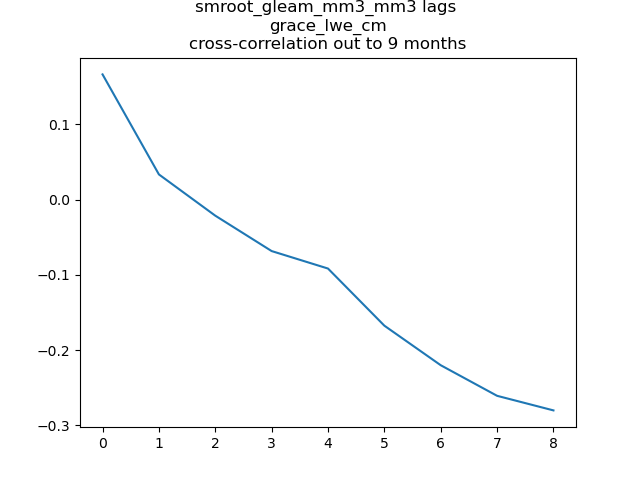 smroot_gleam_mm3_mm3 lags
grace_lwe_cm
cross-correlation out to 9 months
0.1
0.0
−0.1
−0.2
−0.3
0 1 2 3 4 5 6 7 8